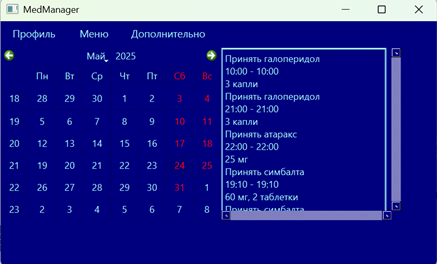 MedManager
Профиль Меню Дополнительно
Май 2025
Пн Вт Ср Чт Пт Сб Вс
18 28 29 30 1 2 3 4
19 5 6 7 8 9 10 11
20 12 13 14 15 16 17 18
21 19 20 21 22 23 24 25
22 26 27 28 29 30 31 1
23 2 3 4 5 6 7 8
Принять галоперидол
10:00 - 10:00
3 капли
Принять галоперидол
21:00 - 21:00
3 капли
Принять атаракс
22:00 - 22:00
25 мг
Принять симбалта
19:10 - 19:10
60 мг, 2 таблетки
Принять симбалта